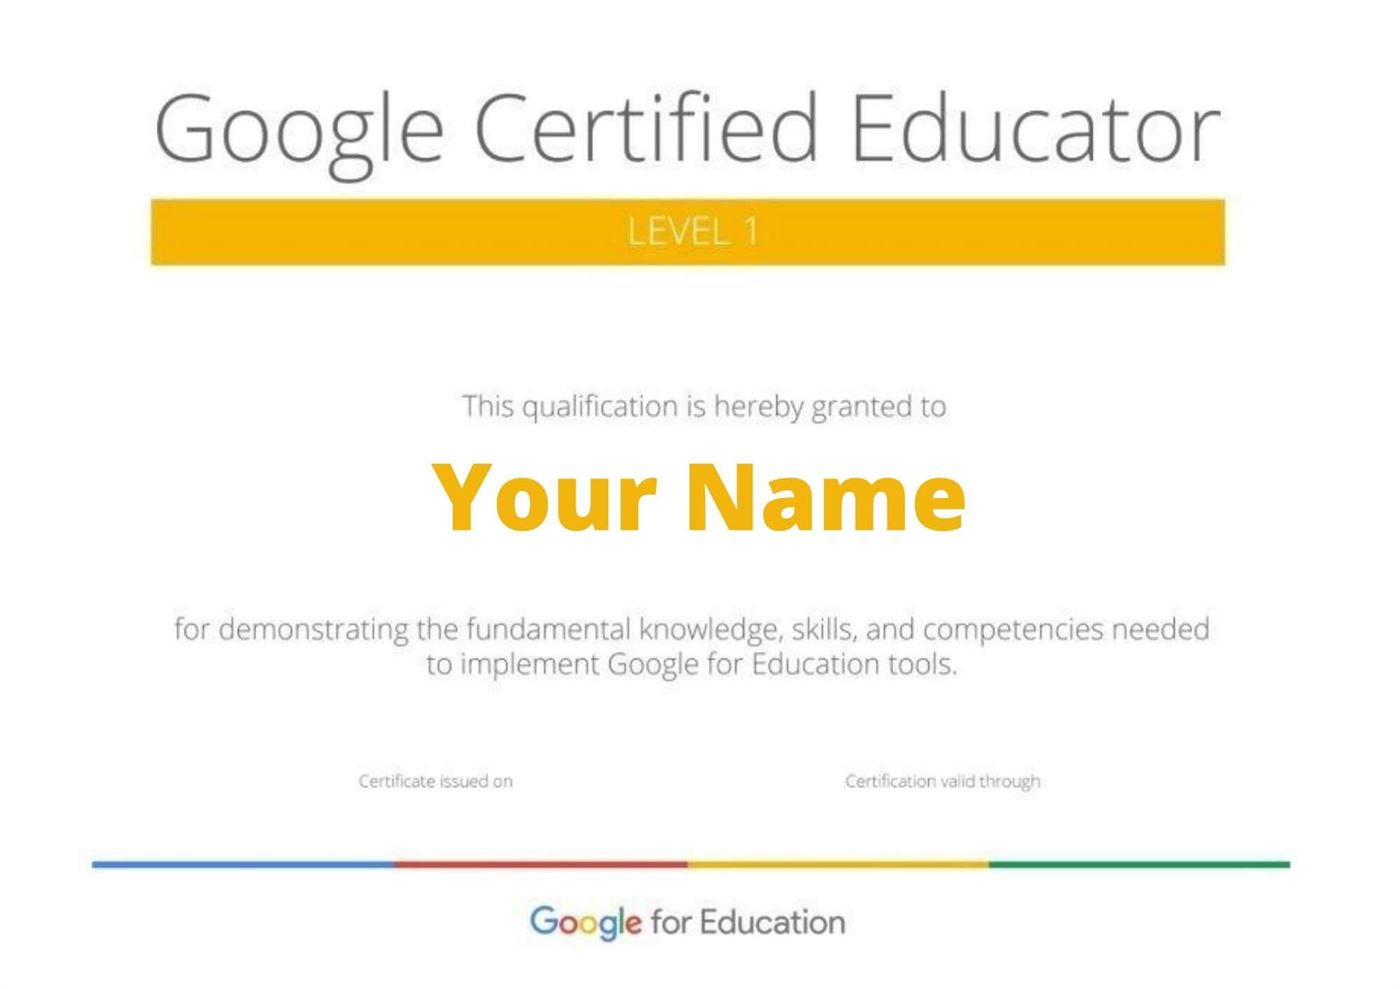 Google Certified Educator
LEVEL 1
This qualification is hereby granted to
Your Name
for demonstrating the fundamental knowledge, skills, and competencies needed
to implement Google for Education tools.
Certificate issued on
Certification valid through
Google for Education